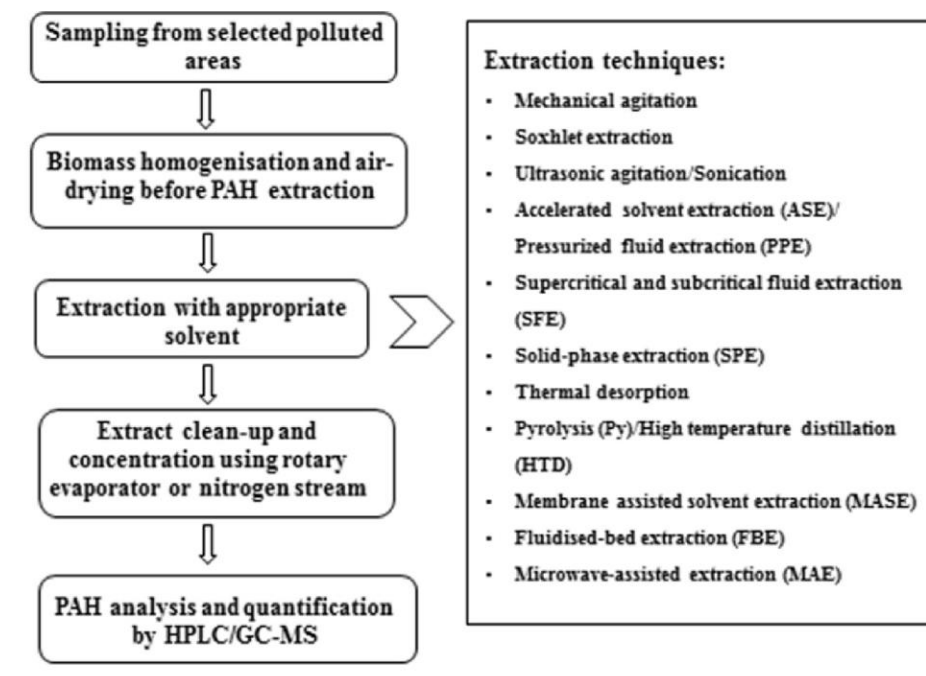 Sampling from selected polluted
areas
Biomass homogenisation and air-
drying before PAH extraction
Extraction with appropriate
solvent
Extract clean-up and
concentration using rotary
evaporator or nitrogen stream
PAH analysis and quantification
by HPLC/GC-MS
Extraction techniques:
• Mechanical agitation
• Soxhlet extraction
• Ultrasonic agitation/Sonication
• Accelerated solvent extraction (ASE)/
Pressurized fluid extraction (PPE)
• Supercritical and subcritical fluid extraction
(SFE)
• Solid-phase extraction (SPE)
• Thermal desorption
• Pyrolysis (Py)/High temperature distillation
(HTD)
• Membrane assisted solvent extraction (MASE)
• Fluidised-bed extraction (FBE)
• Microwave-assisted extraction (MAE)